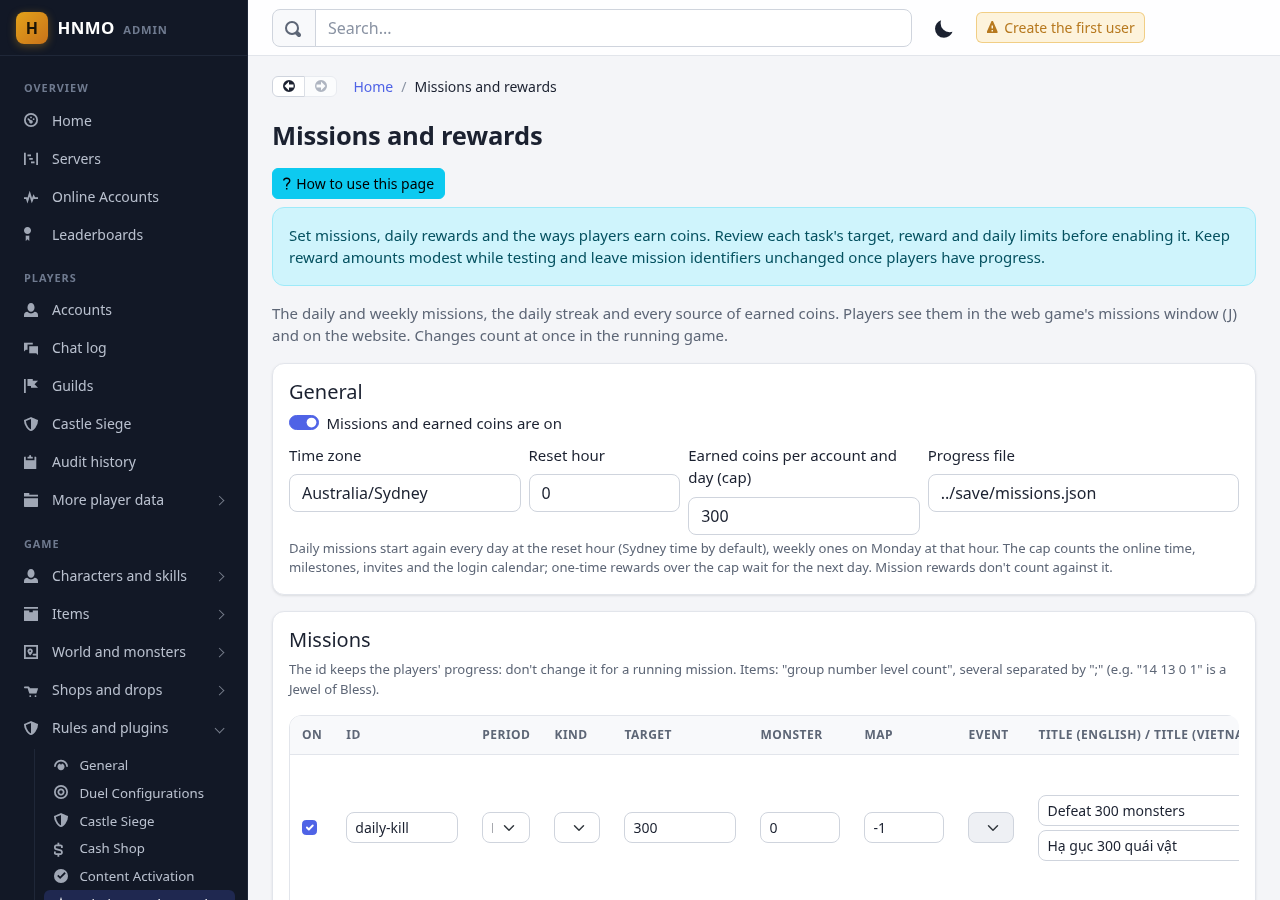 H HNMO ADMIN
Search...
Create the first user
OVERVIEW
Home
Servers
Online Accounts
Leaderboards
PLAYERS
Accounts
Chat log
Guilds
Castle Siege
Audit history
More player data
GAME
Characters and skills
Items
World and monsters
Shops and drops
Rules and plugins
General
Duel Configurations
Castle Siege
Cash Shop
Content Activation
Home / Missions and rewards
Missions and rewards
? How to use this page
Set missions, daily rewards and the ways players earn coins. Review each task's target, reward and daily limits before enabling it. Keep
reward amounts modest while testing and leave mission identifiers unchanged once players have progress.
The daily and weekly missions, the daily streak and every source of earned coins. Players see them in the web game's missions window (J)
and on the website. Changes count at once in the running game.
General
Missions and earned coins are on
Time zone
Australia/Sydney
Reset hour
0
Earned coins per account and
day (cap)
300
Progress file
../save/missions.json
Daily missions start again every day at the reset hour (Sydney time by default), weekly ones on Monday at that hour. The cap counts the online time,
milestones, invites and the login calendar; one-time rewards over the cap wait for the next day. Mission rewards don't count against it.
Missions
The id keeps the players' progress: don't change it for a running mission. Items: "group number level count", several separated by ";" (e.g. "14 13 0 1" is a
Jewel of Bless).
ON ID PERIOD KIND TARGET MONSTER MAP EVENT TITLE (ENGLISH) / TITLE
daily-kill 300 0 -1 Defeat 300 monsters
Hạ gục 300 quái vật